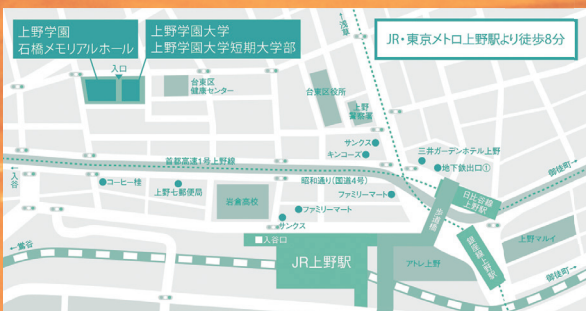 上野学園
石橋メモリアルホール
上野学園大学
上野学園大学短期大学部
JR・東京メトロ上野駅より徒歩8分
↑浅草
入口
台東区
健康センター
台東区役所
上野
警察署
サンクス
キンコーズ
三井ガーデンホテル上野
地下鉄出口①
首都高速1号上野線
昭和通り(国道4号)
御徒町→
↓入谷
コーヒー桂
上野七郵便局
岩倉高校
ファミリーマート
ファミリーマート
サンクス
日比谷線
上野駅
歩道橋
銀座線上野駅
上野マルイ
入谷口
JR上野駅
アトレ上野
←鶯谷
御徒町→